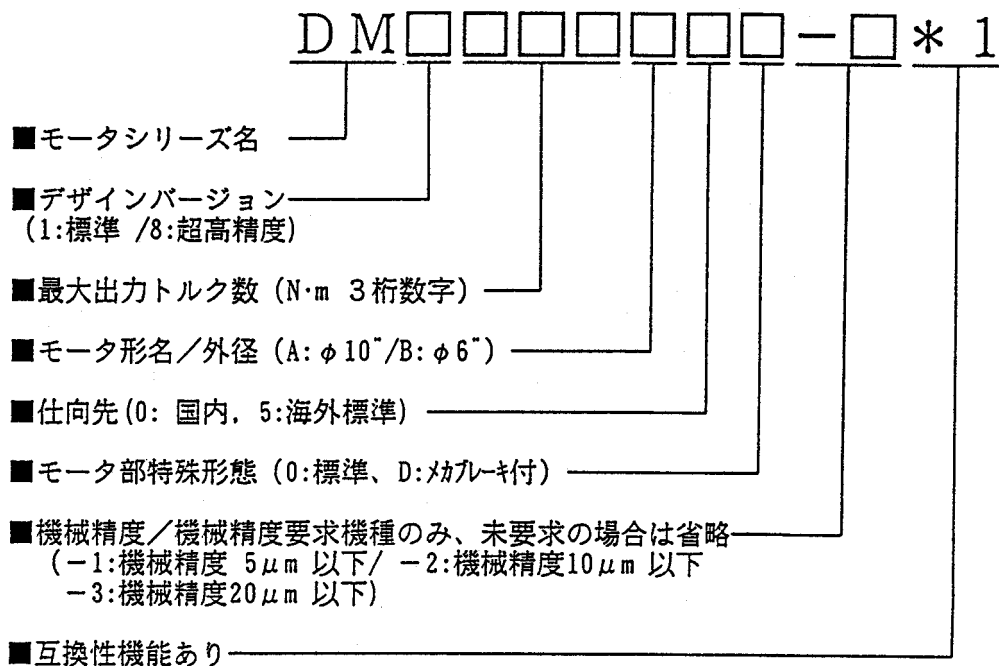 DM□□□□□□□-□*1
■モータシリーズ名
■デザインバージョン
(1:標準 /8:超高精度)
■最大出力トルク数 (N·m 3桁数字)
■モータ形名/外径 (A:φ10"/B:φ6")
■仕向先(0: 国内. 5:海外標準)
■モータ部特殊形態 (0:標準、D:メカブレーキ付)
■機械精度/機械精度要求機種のみ、未要求の場合は省略
(-1:機械精度 5μm 以下/ -2:機械精度10μm 以下
-3:機械精度20μm 以下)
■互換性機能あり